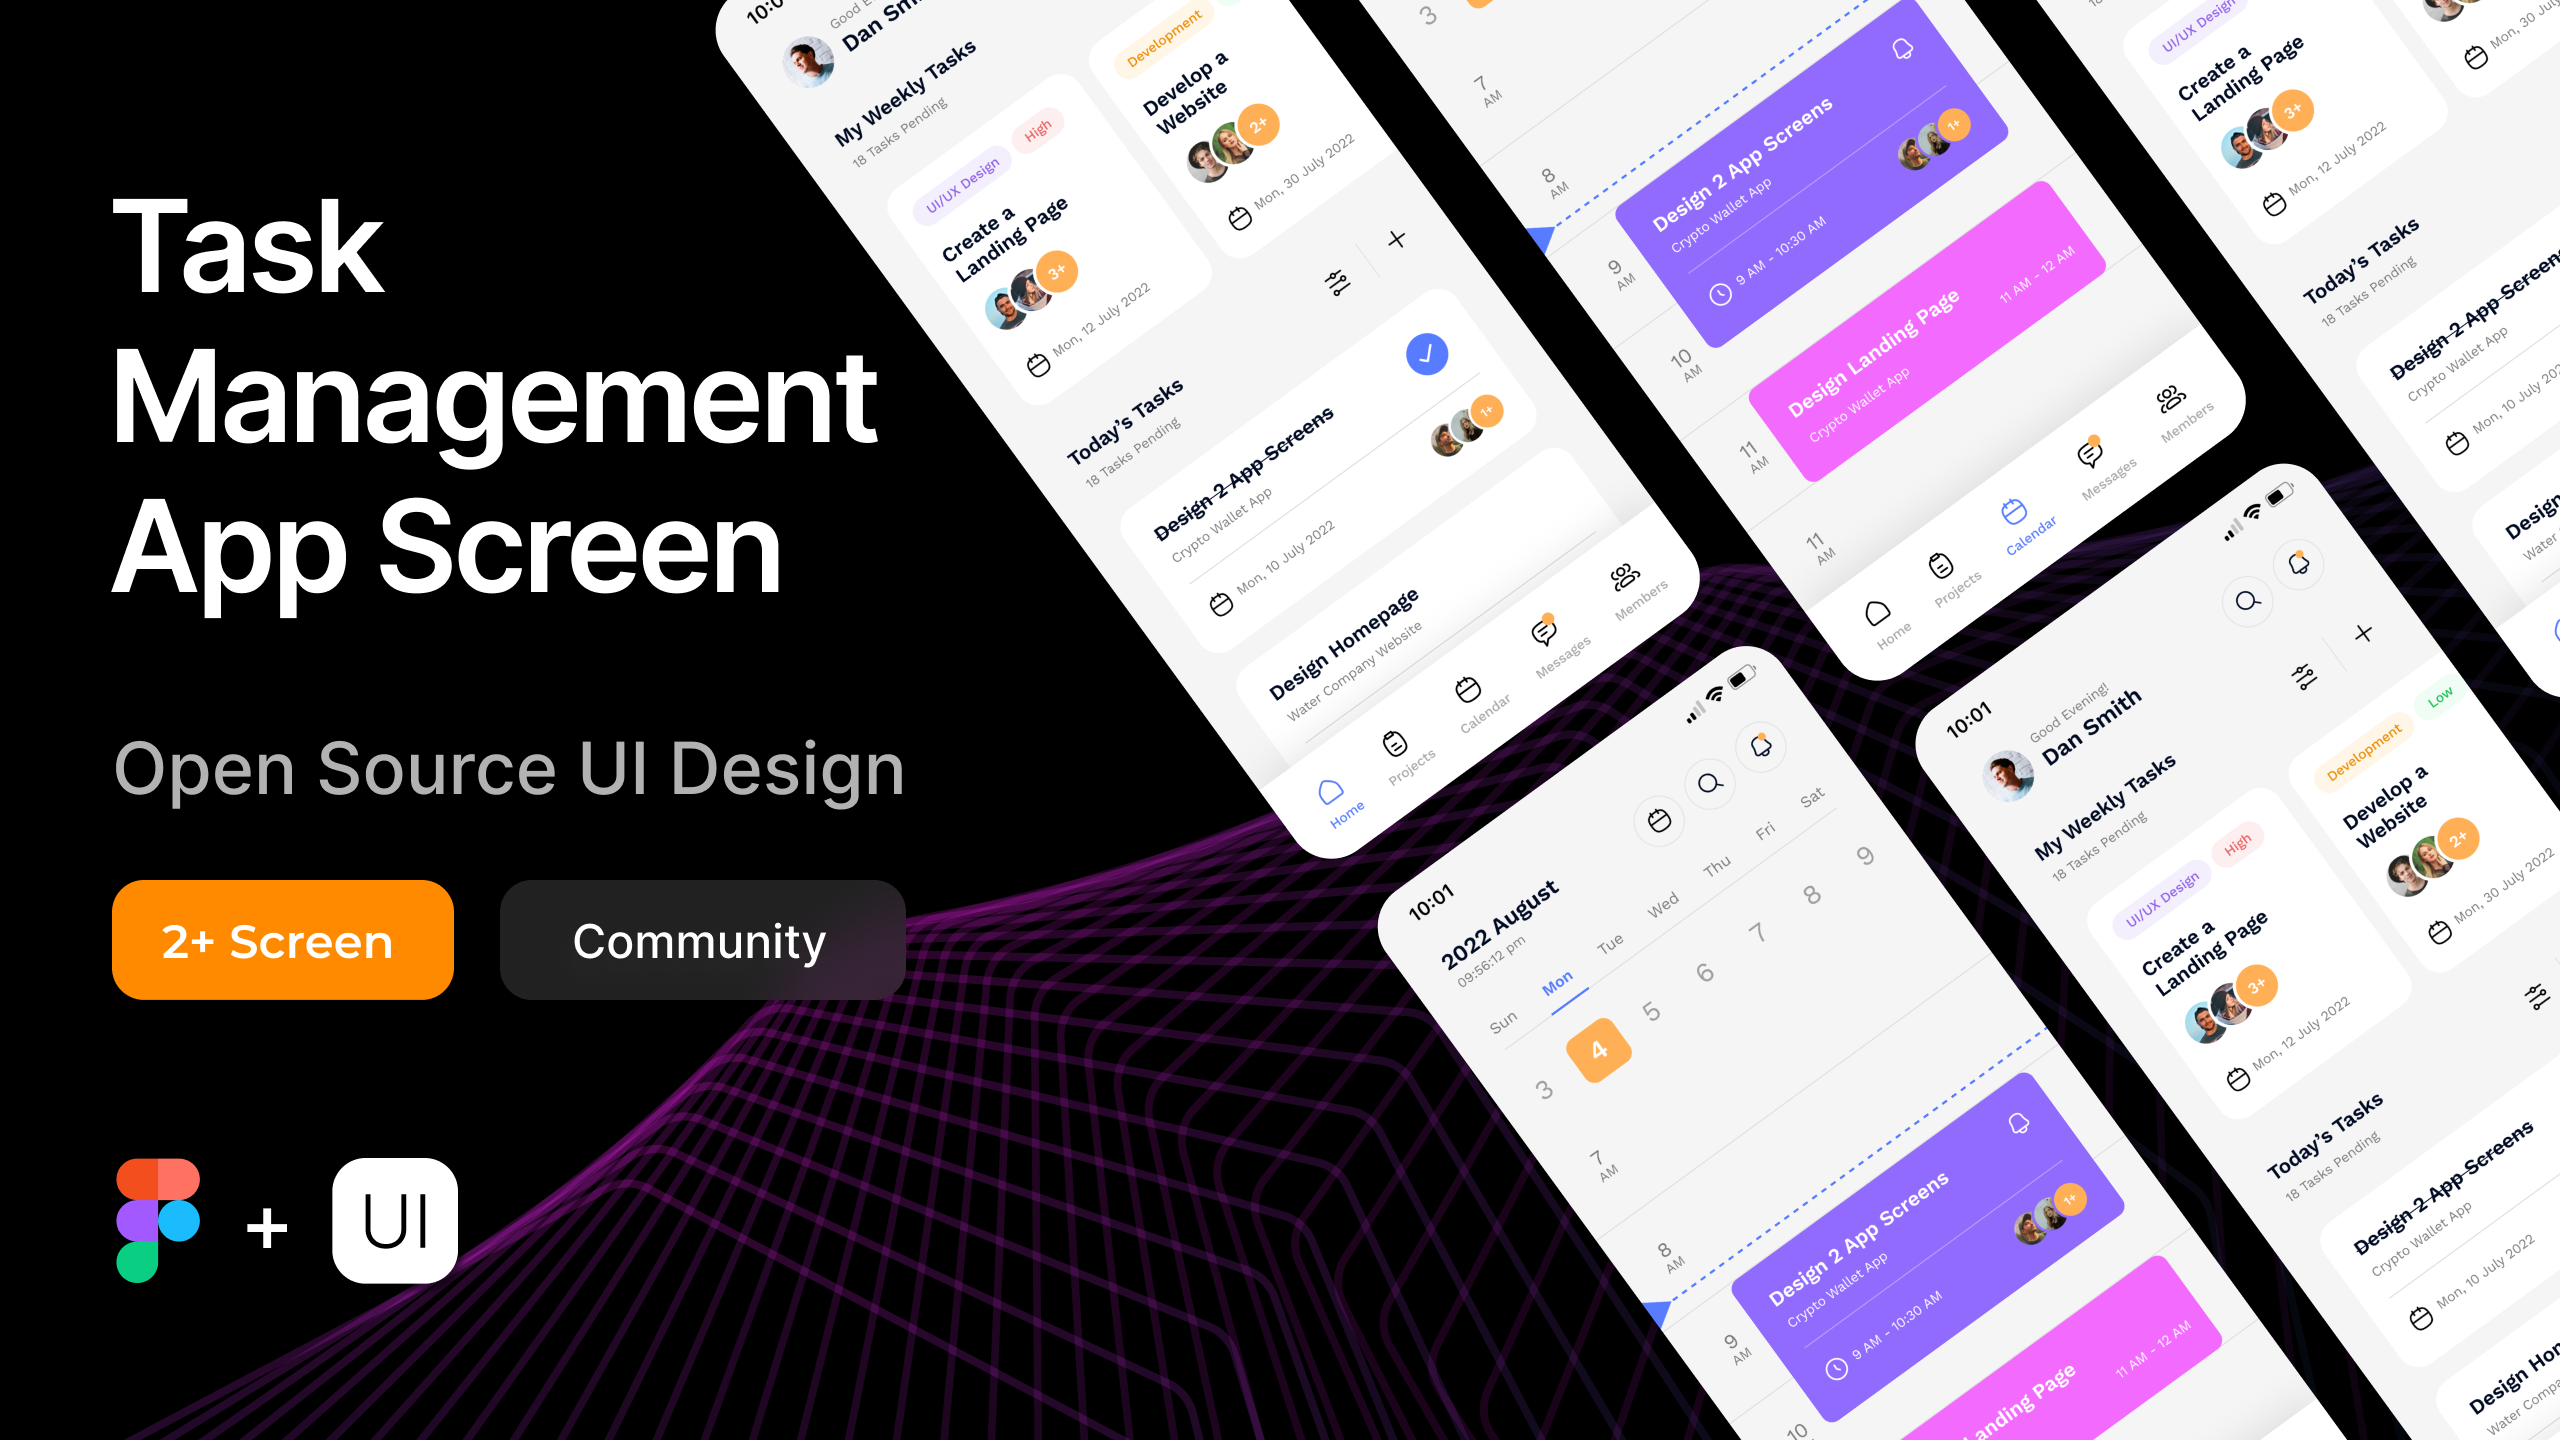 Task
Management
App Screen
Open Source UI Design
2+ Screen
Community
+
UI
Dan
My Weekly Tasks
18 Tasks Pending
UI/UX Design
High
Create a
Landing Page
3+
Mon, 12 July 2022
Development
Develop a
Website
2+
Mon, 30 July 2022
Today's Tasks
18 Tasks Pending
Design 2 App Screens
Crypto Wallet App
1+
Mon, 10 July 2022
Design Homepage
Water Company Website
Home
Projects
Calendar
Messages
Members
3
7
AM
8
AM
9
AM
10
AM
11
AM
11
AM
Design 2 App Screens
Crypto Wallet App
1+
9 AM - 10:30 AM
Design Landing Page
Crypto Wallet App
11 AM - 12 AM
Home
Projects
Calendar
Messages
Members
10:01
2022 August
09:56:12 pm
Sun
Mon
Tue
Wed
Thu
Fri
Sat
3
4
5
6
7
8
9
7
AM
8
AM
9
AM
10
Design 2 App Screens
Crypto Wallet App
1+
9 AM - 10:30 AM
Landing Page
11 AM - 12 AM
10:01
Good Evening!
Dan Smith
My Weekly Tasks
18 Tasks Pending
UI/UX Design
High
Create a
Landing Page
3+
Mon, 12 July 2022
Development
Low
Develop a
Website
2+
Mon, 30 July 2022
Today's Tasks
18 Tasks Pending
Design 2 App Screens
Crypto Wallet App
Mon, 10 July 2022
Design
Water
UI/UX Design
Create a
Landing Page
3+
Mon, 12 July 2022
Mon, 30
Today's Tasks
18 Tasks Pending
Design 2 App Screens
Crypto Wallet App
Mon, 10 July
Design
Water